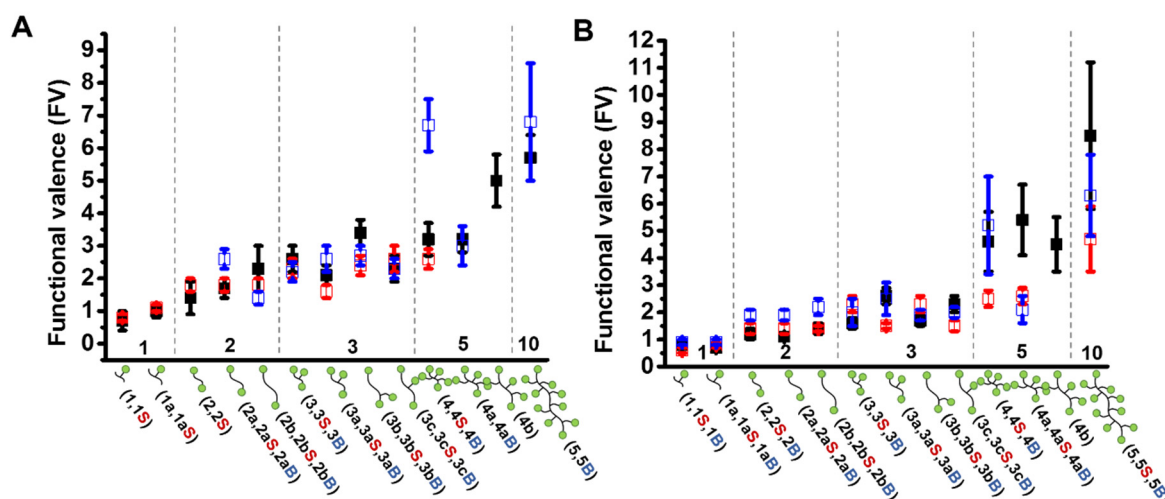 A
Functional valence (FV)
9
8
7
6
5
4
3
2
1
0
1
2
3
5
10
(1,1S)
(1a,1aS)
(2,2S)
(2a,2aS,2aB)
(2b,2bS,2bB)
(3,3S,3B)
(3a,3aS,3aB)
(3b,3bS,3bB)
(3c,3cS,3cB)
(4,4S,4B)
(4a,4aB)
(4b)
(5,5B)
B
Functional valence (FV)
12
11
10
9
8
7
6
5
4
3
2
1
0
1
2
3
5
10
(1,1S,1B)
(1a,1aS,1aB)
(2,2S,2B)
(2a,2aS,2aB)
(2b,2bS,2bB)
(3,3S,3B)
(3a,3aS,3aB)
(3b,3bS,3bB)
(3c,3cS,3cB)
(4,4S,4B)
(4a,4aS,4aB)
(4b)
(5,5S,5B)